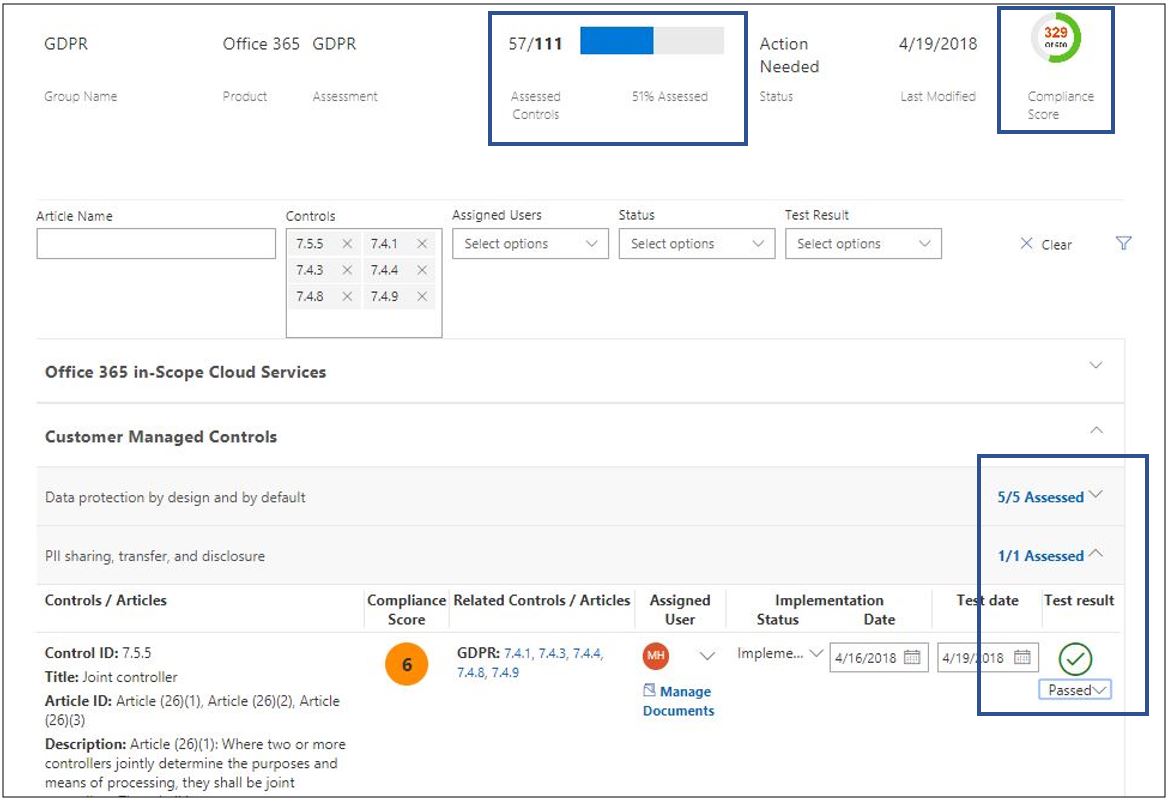 GDPR Office 365 GDPR 57/111 Action Needed 4/19/2018 329 OF 600
Group Name Product Assessment Assessed Controls 51% Assessed Status Last Modified Compliance Score
Article Name Controls Assigned Users Status Test Result
7.5.5 7.4.1 Select options Select options Select options Clear
7.4.3 7.4.4
7.4.8 7.4.9
Office 365 in-Scope Cloud Services
Customer Managed Controls
Data protection by design and by default 5/5 Assessed
PII sharing, transfer, and disclosure 1/1 Assessed
Controls / Articles Compliance Score Related Controls / Articles Assigned User Implementation Status Date Test date Test result
Control ID: 7.5.5
Title: Joint controller
Article ID: Article (26)(1), Article (26)(2), Article
(26)(3)
Description: Article (26)(1): Where two or more
controllers jointly determine the purposes and
means of processing, they shall be joint
6
GDPR: 7.4.1, 7.4.3, 7.4.4,
7.4.8, 7.4.9
MH
Manage
Documents
Impleme...
4/16/2018
4/19/2018
Passed